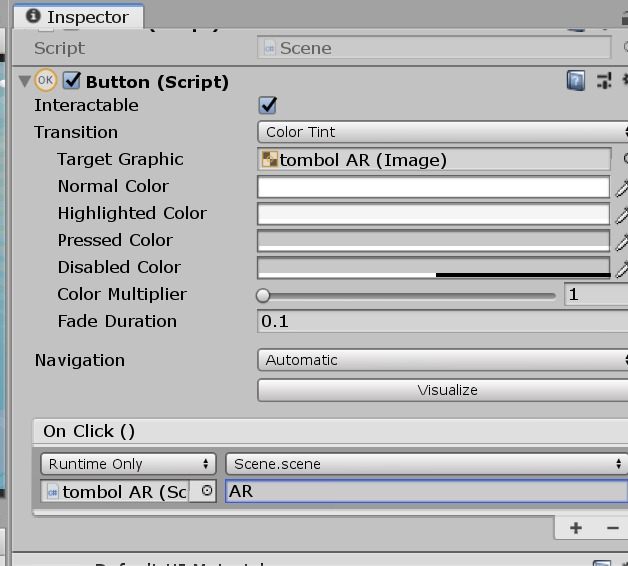 Inspector
Script Scene
OK Button (Script)
Interactable
Transition Color Tint
Target Graphic tombol AR (Image)
Normal Color
Highlighted Color
Pressed Color
Disabled Color
Color Multiplier 1
Fade Duration 0.1
Navigation Automatic
Visualize
On Click ()
Runtime Only Scene.scene
tombol AR (Sc AR